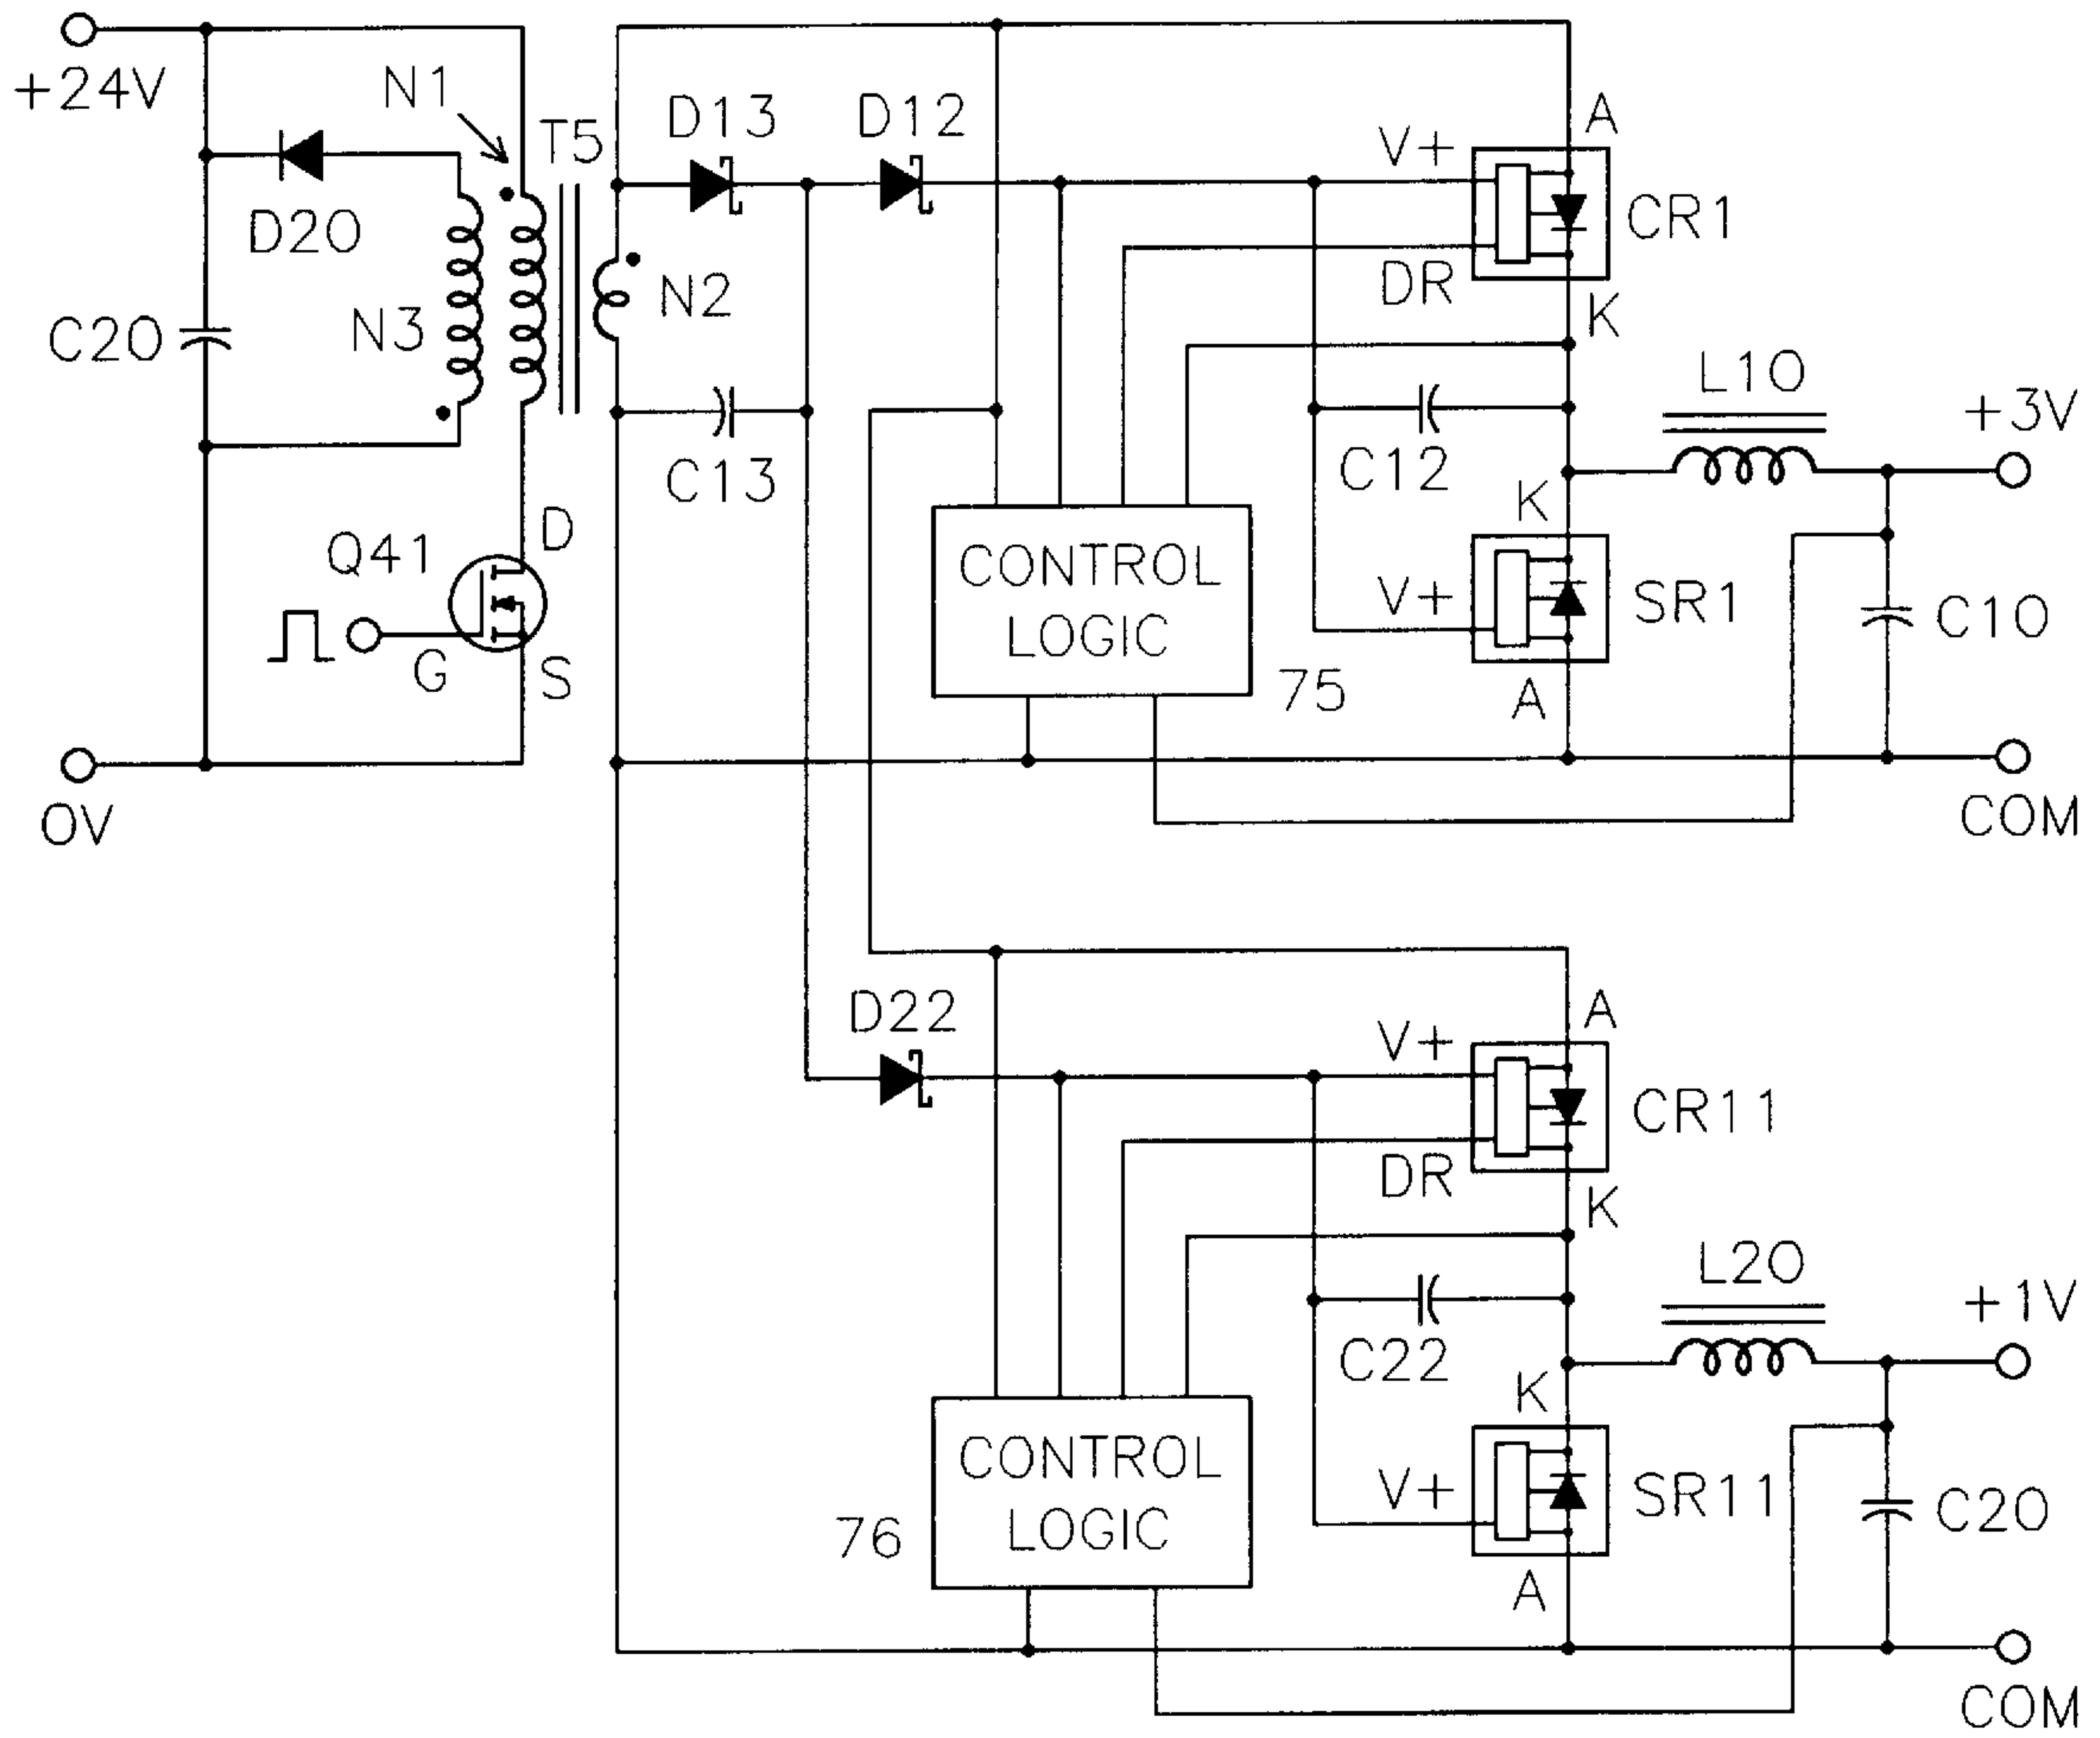 +24V
N1
T5
D13
D12
A
V+
CR1
D20
N2
DR
K
C20
N3
L10
+3V
C13
C12
K
Q41
D
CONTROL
LOGIC
V+
SR1
C10
G
S
75
A
0V
COM
D22
A
V+
CR11
DR
K
L20
+1V
C22
K
CONTROL
LOGIC
V+
SR11
C20
76
A
COM